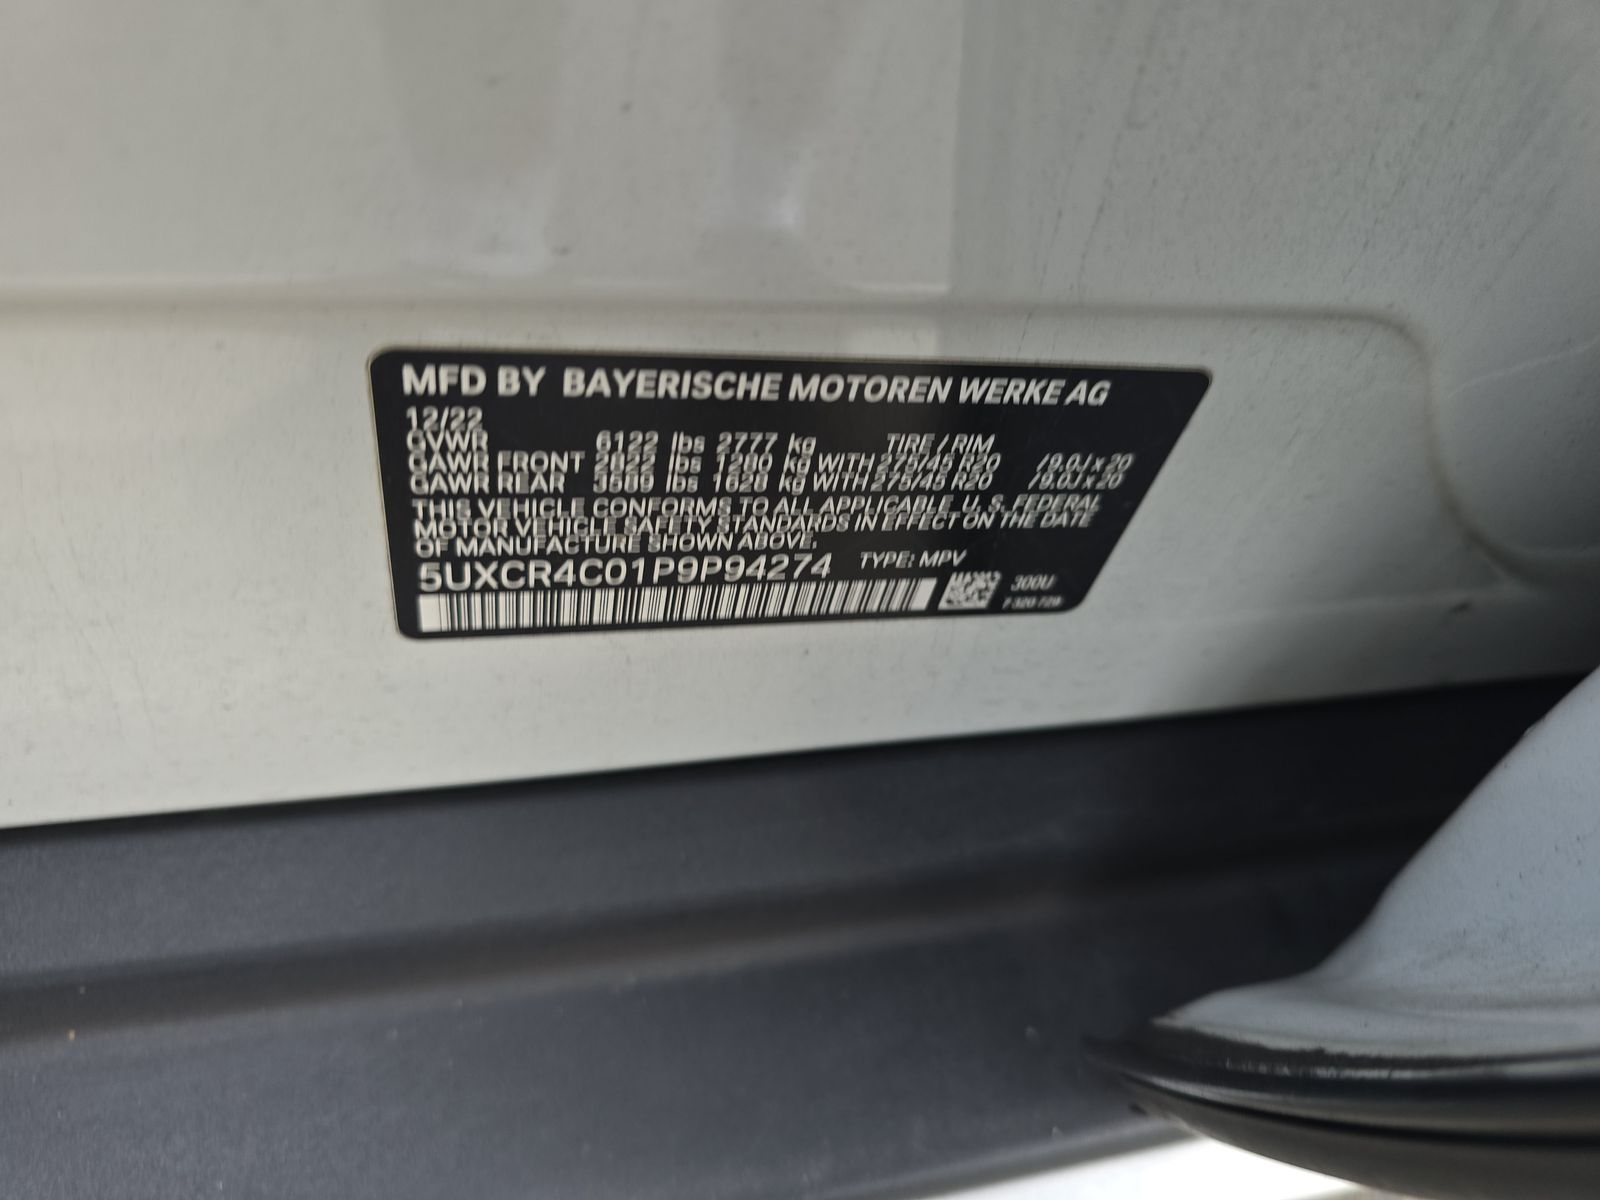 MFD BY BAYERISCHE MOTOREN WERKE AG
12/22
GVWR 6122 lbs 2777 kg TIRE / RIM
GAWR FRONT 2822 lbs 1280 kg WITH 275/45 R20 /9.0J x 20
GAWR REAR 3589 lbs 1628 kg WITH 275/45 R20 /9.0J x 20
THIS VEHICLE CONFORMS TO ALL APPLICABLE U. S. FEDERAL
MOTOR VEHICLE SAFETY STANDARDS IN EFFECT ON THE DATE
OF MANUFACTURE SHOWN ABOVE.
5UXCR4C01P9P94274 TYPE: MPV
300U
7 320 729